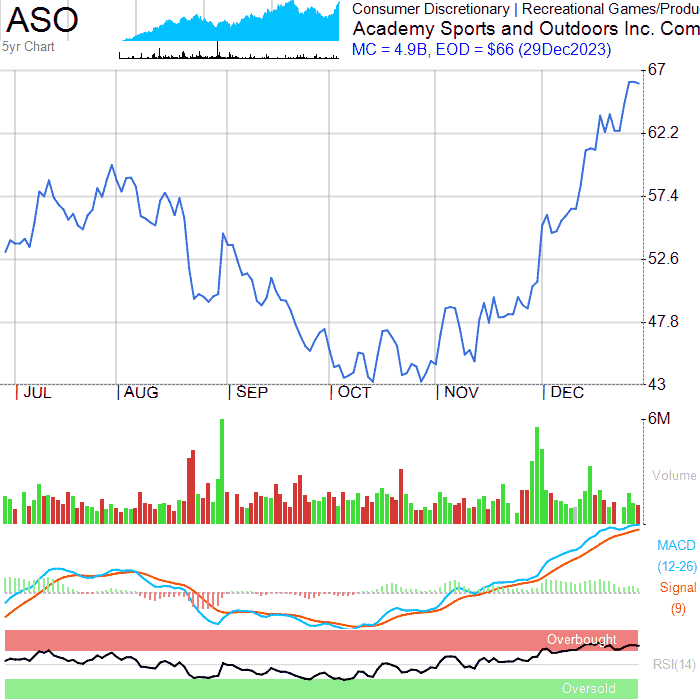 ASO
5yr Chart
Consumer Discretionary | Recreational Games/Produ
Academy Sports and Outdoors Inc. Com
MC = 4.9B, EOD = $66 (29Dec2023)
67
62.2
57.4
52.6
47.8
43
JUL AUG SEP OCT NOV DEC
6M
Volume
MACD
(12-26)
Signal
(9)
Overbought
RSI(14)
Oversold